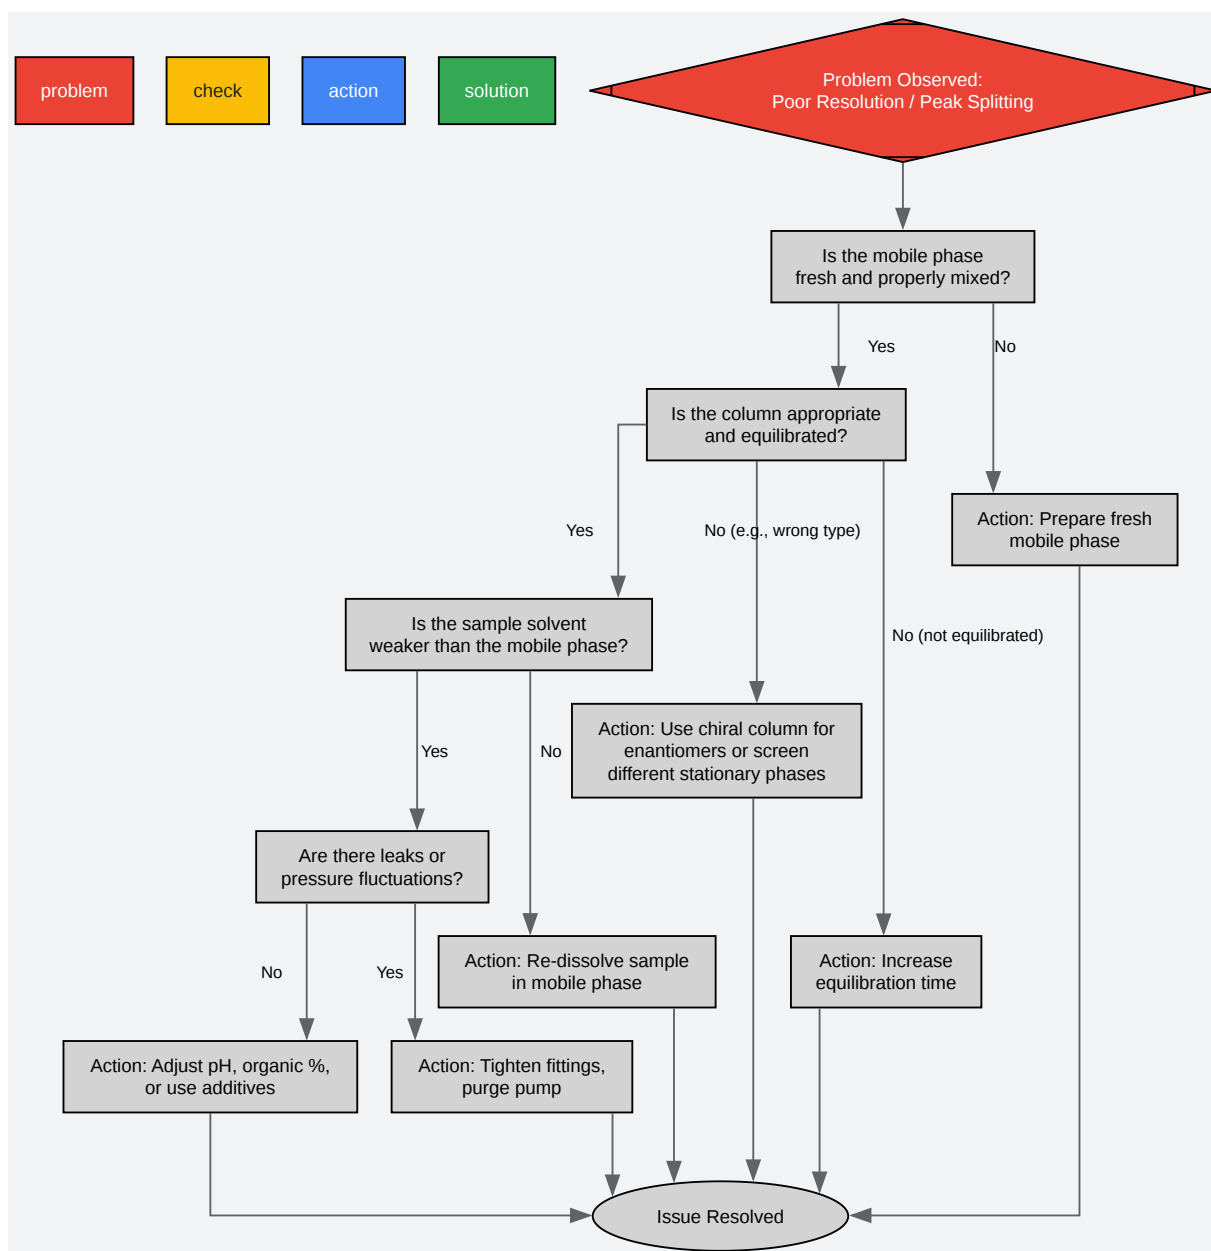 problem
check
action
solution
Problem Observed:
Poor Resolution / Peak Splitting
Is the mobile phase
fresh and properly mixed?
Yes
No
Is the column appropriate
and equilibrated?
Yes
No (e.g., wrong type)
No (not equilibrated)
Action: Prepare fresh
mobile phase
Is the sample solvent
weaker than the mobile phase?
Yes
No
Action: Use chiral column for
enantiomers or screen
different stationary phases
Are there leaks or
pressure fluctuations?
No
Yes
Action: Re-dissolve sample
in mobile phase
Action: Increase
equilibration time
Action: Adjust pH, organic %,
or use additives
Action: Tighten fittings,
purge pump
Issue Resolved